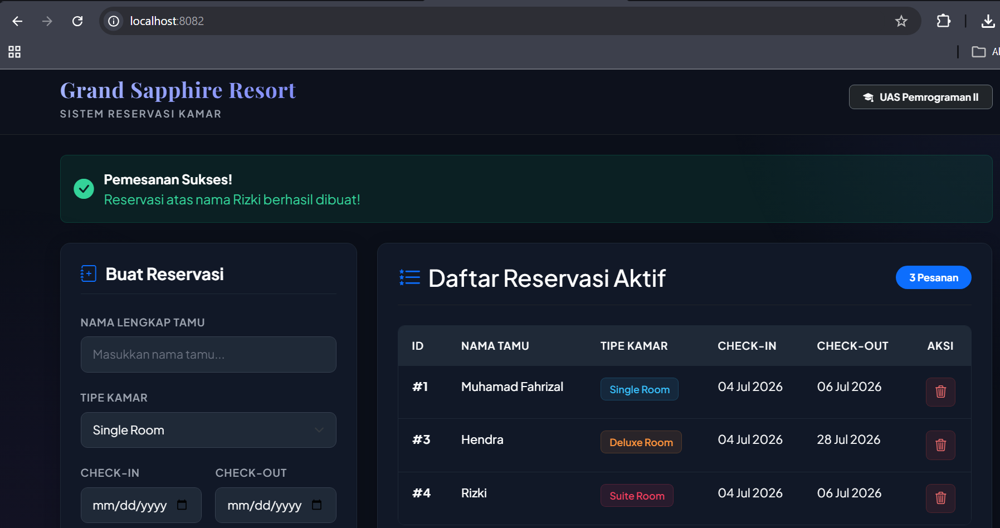 localhost:8082
Al
Grand Sapphire Resort
SISTEM RESERVASI KAMAR
UAS Pemrograman II
Pemesanan Sukses!
Reservasi atas nama Rizki berhasil dibuat!
Buat Reservasi
NAMA LENGKAP TAMU
Masukkan nama tamu...
TIPE KAMAR
Single Room
CHECK-IN CHECK-OUT
mm/dd/yyyy mm/dd/yyyy
Daftar Reservasi Aktif
3 Pesanan
ID NAMA TAMU TIPE KAMAR CHECK-IN CHECK-OUT AKSI
#1 Muhamad Fahrizal Single Room 04 Jul 2026 06 Jul 2026
#3 Hendra Deluxe Room 04 Jul 2026 28 Jul 2026
#4 Rizki Suite Room 04 Jul 2026 06 Jul 2026